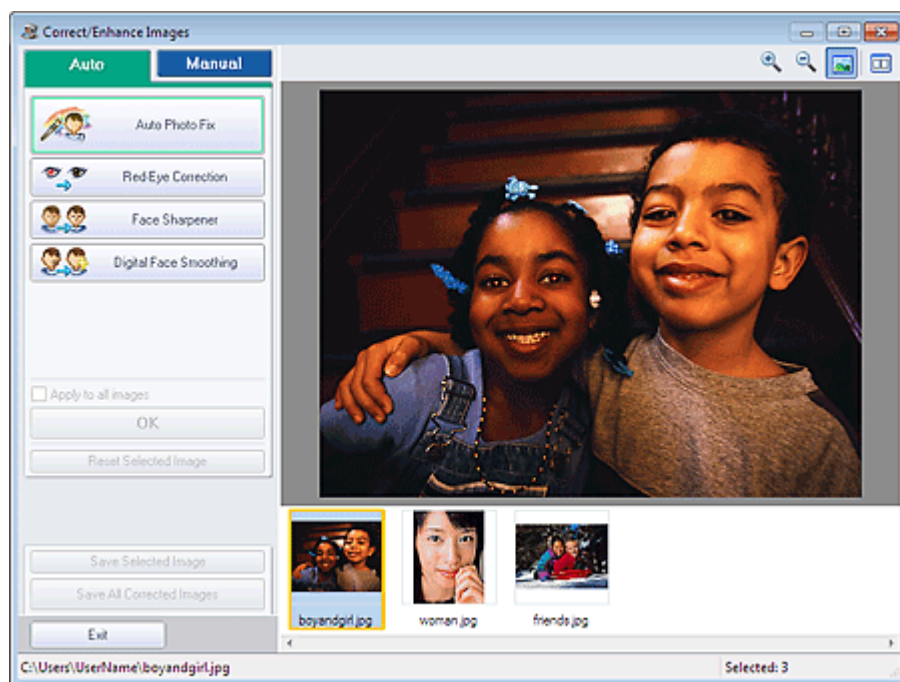 Correct/Enhance Images
Auto
Manual
Auto Photo Fix
Red-Eye Correction
Face Sharpener
Digital Face Smoothing
Apply to all images
OK
Reset Selected Image
Save Selected Image
Save All Corrected Images
Exit
boyandgirl.jpg
woman.jpg
friends.jpg
C:\Users\UserName\boyandgirl.jpg
Selected: 3